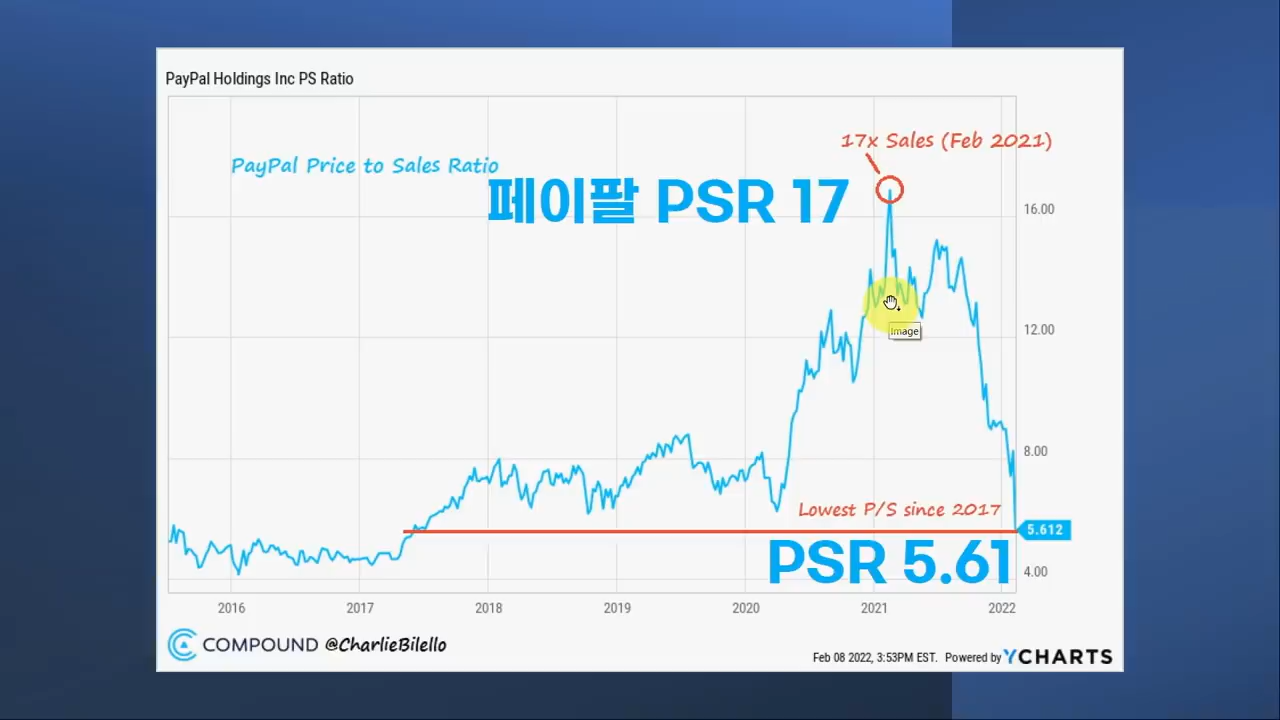 PayPal Holdings Inc PS Ratio
17x Sales (Feb 2021)
PayPal Price to Sales Ratio
페이팔 PSR 17
16.00
Image
12.00
8.00
Lowest P/S since 2017
5.612
PSR 5.61
4.00
2016 2017 2018 2019 2020 2021 2022
COMPOUND @CharlieBilello
Feb 08 2022, 3:53PM EST. Powered by YCHARTS